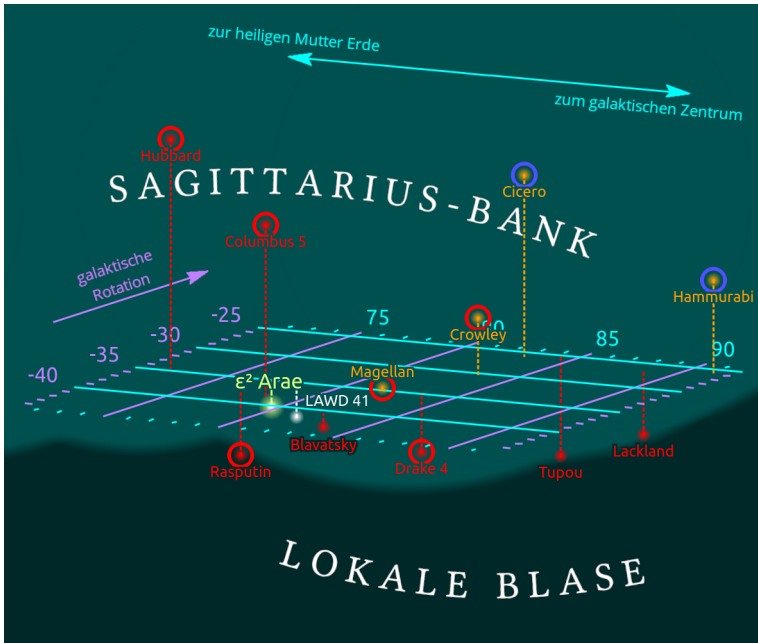 zur heiligen Mutter Erde
zum galaktischen Zentrum
Hubbard
SAGITTARIUS-BANK
Cicero
Columbus 5
galaktische
Rotation
Hammurabi
-25
75
Crowley
85
-30
90
-35
Magellan
-40
ε² Arae
LAWD 41
Blavatsky
Lackland
Rasputin
Drake 4
Tupou
LOKALE BLASE